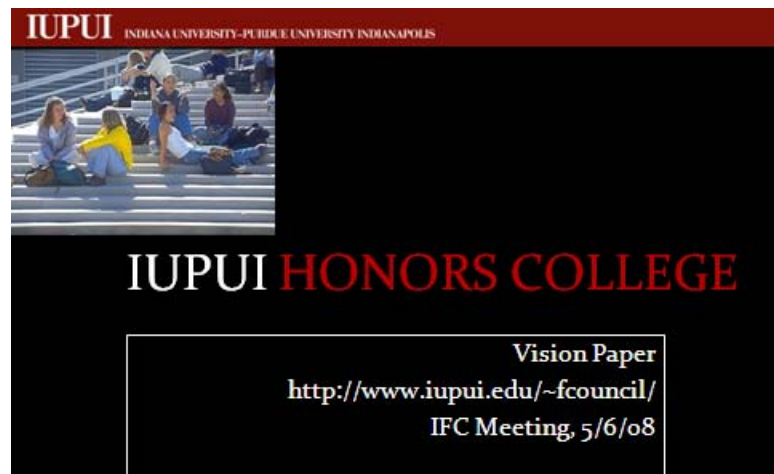 IUPUI INDIANA UNIVERSITY–PURDUE UNIVERSITY INDIANAPOLIS
IUPUI HONORS COLLEGE
Vision Paper
http://www.iupui.edu/~fcouncil/
IFC Meeting, 5/6/08